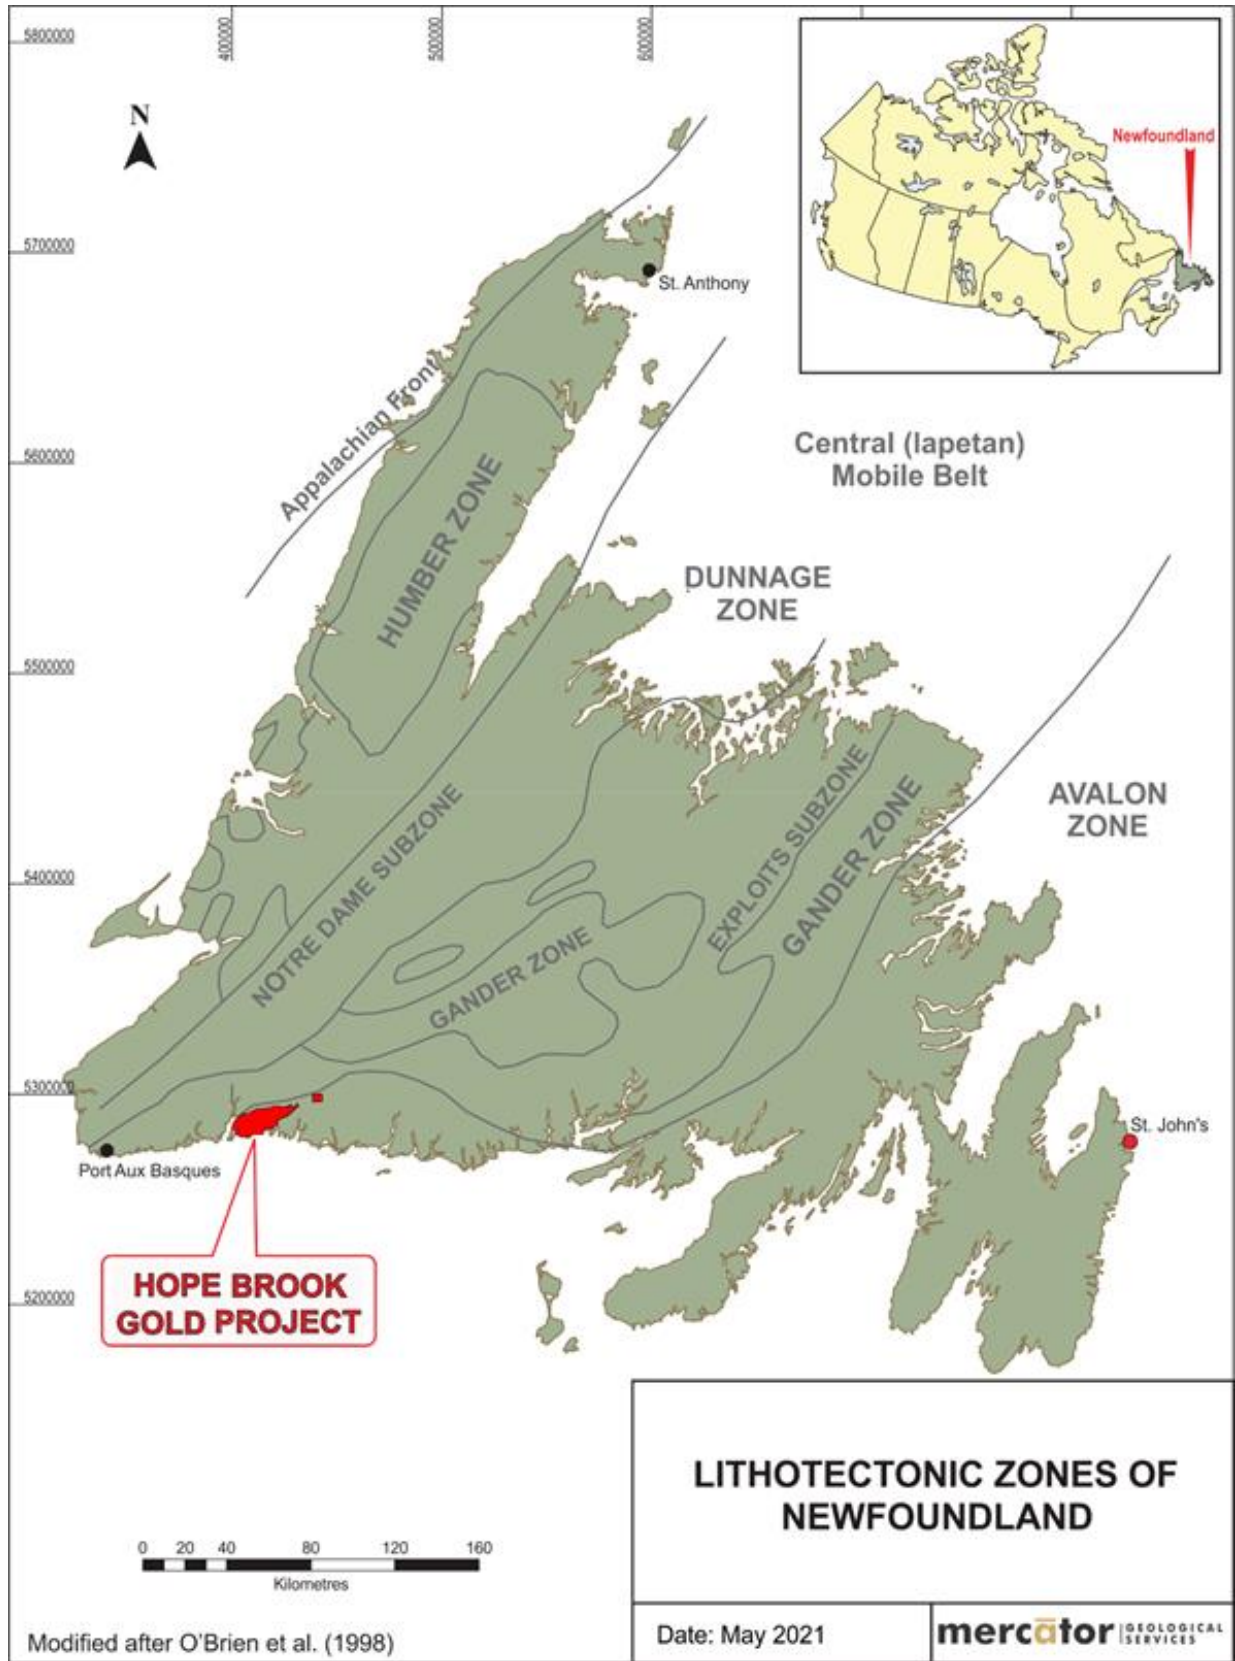 5800000
400000
500000
600000
N
Newfoundland
5700000
St. Anthony
Appalachian Front
5600000
Central (Iapetan)
Mobile Belt
HUMBER ZONE
DUNNAGE
ZONE
5500000
AVALON
ZONE
NOTRE DAME SUBZONE
EXPLOITS SUBZONE
GANDER ZONE
5400000
GANDER ZONE
5300000
St. John's
Port Aux Basques
HOPE BROOK
GOLD PROJECT
5200000
LITHOTECTONIC ZONES OF
NEWFOUNDLAND
0 20 40 80 120 160
Kilometres
Modified after O'Brien et al. (1998)
Date: May 2021
mercātor GEOLOGICAL
SERVICES